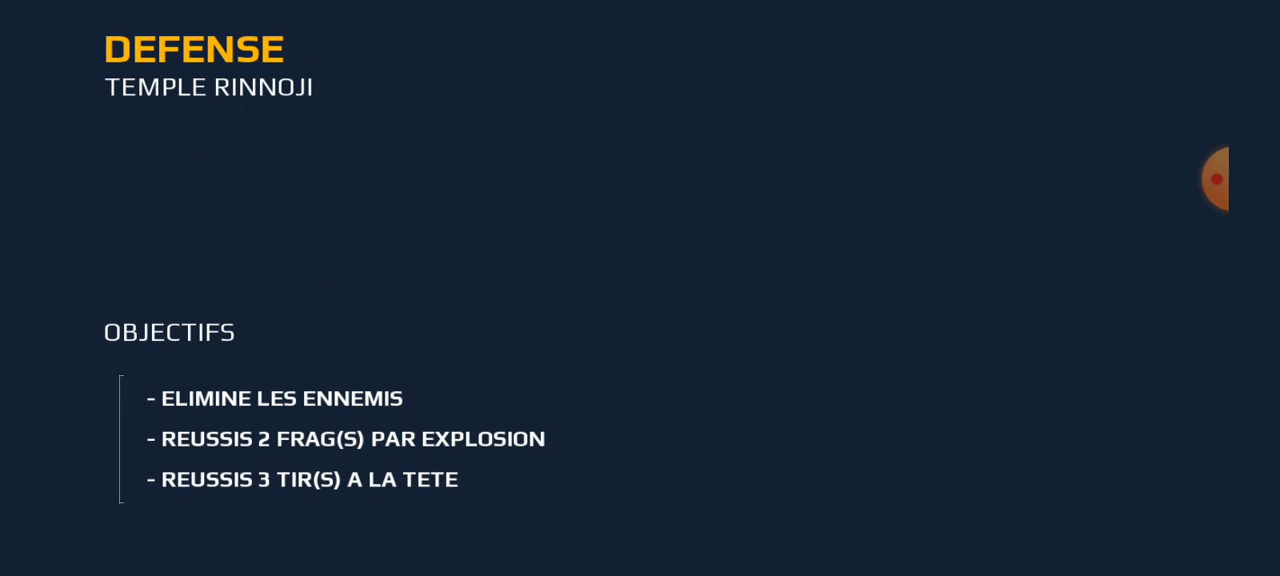 DEFENSE
TEMPLE RINNOJI
OBJECTIFS
- ELIMINE LES ENNEMIS
- REUSSIS 2 FRAG(S) PAR EXPLOSION
- REUSSIS 3 TIR(S) A LA TETE